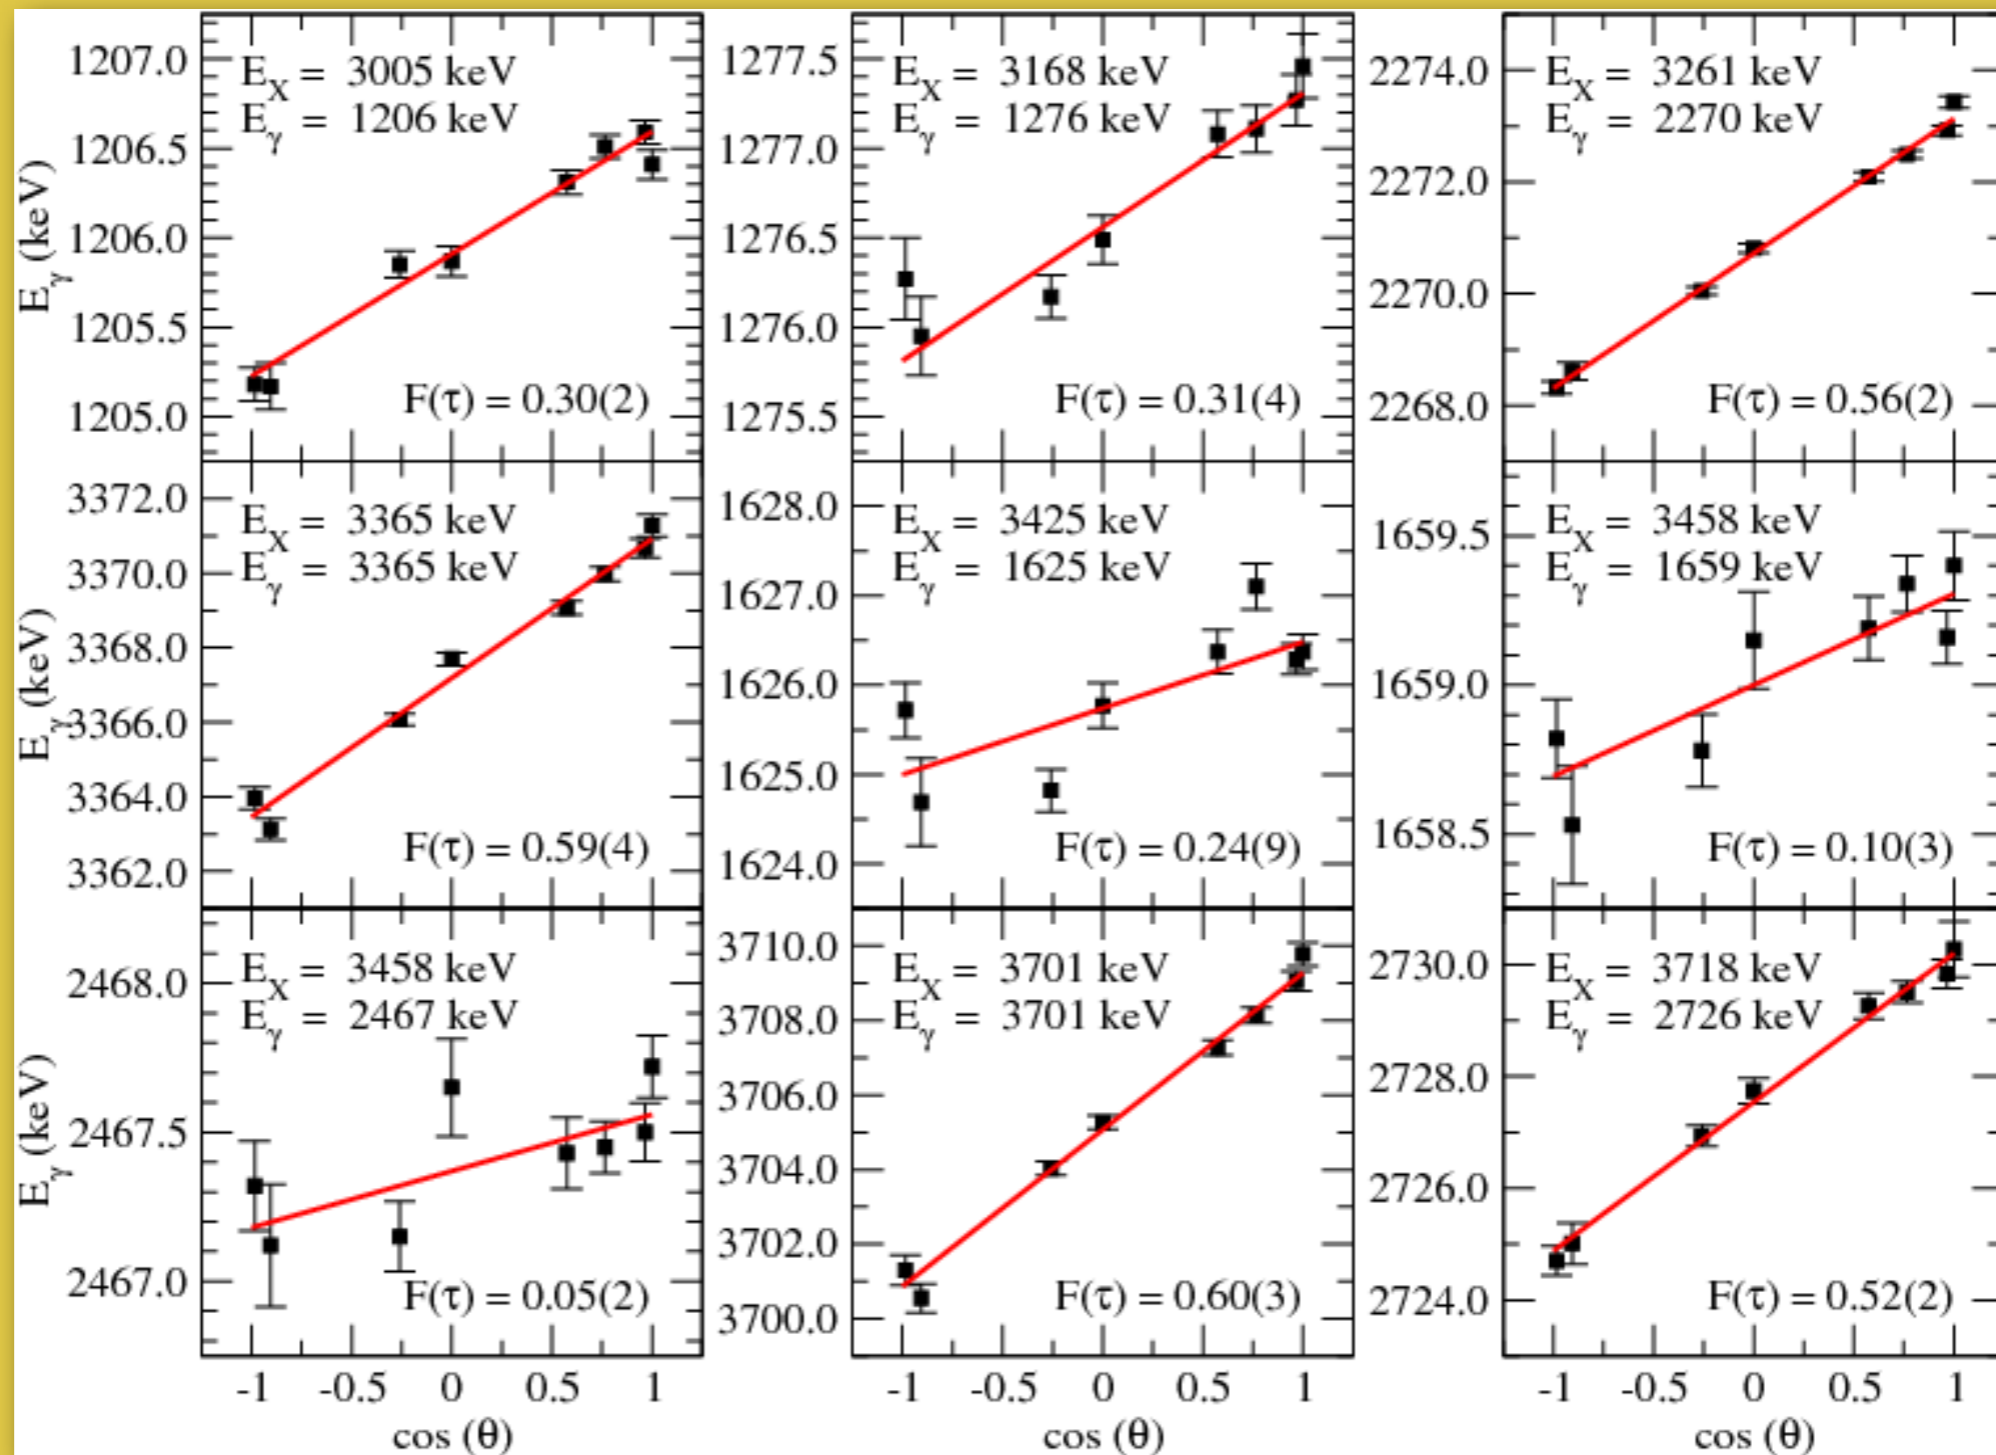 1207.0
1206.5
1206.0
1205.5
1205.0
E_X = 3005 keV
E_γ = 1206 keV
F(τ) = 0.30(2)
1277.5
1277.0
1276.5
1276.0
1275.5
E_X = 3168 keV
E_γ = 1276 keV
F(τ) = 0.31(4)
2274.0
2272.0
2270.0
2268.0
E_X = 3261 keV
E_γ = 2270 keV
F(τ) = 0.56(2)
E_γ (keV)
3372.0
3370.0
3368.0
3366.0
3364.0
3362.0
E_X = 3365 keV
E_γ = 3365 keV
F(τ) = 0.59(4)
1628.0
1627.0
1626.0
1625.0
1624.0
E_X = 3425 keV
E_γ = 1625 keV
F(τ) = 0.24(9)
1659.5
1659.0
1658.5
E_X = 3458 keV
E_γ = 1659 keV
F(τ) = 0.10(3)
E_γ (keV)
2468.0
2467.5
2467.0
E_X = 3458 keV
E_γ = 2467 keV
F(τ) = 0.05(2)
3710.0
3708.0
3706.0
3704.0
3702.0
3700.0
E_X = 3701 keV
E_γ = 3701 keV
F(τ) = 0.60(3)
2730.0
2728.0
2726.0
2724.0
E_X = 3718 keV
E_γ = 2726 keV
F(τ) = 0.52(2)
E_γ (keV)
-1 -0.5 0 0.5 1
-1 -0.5 0 0.5 1
-1 -0.5 0 0.5 1
cos (θ)
cos (θ)
cos (θ)